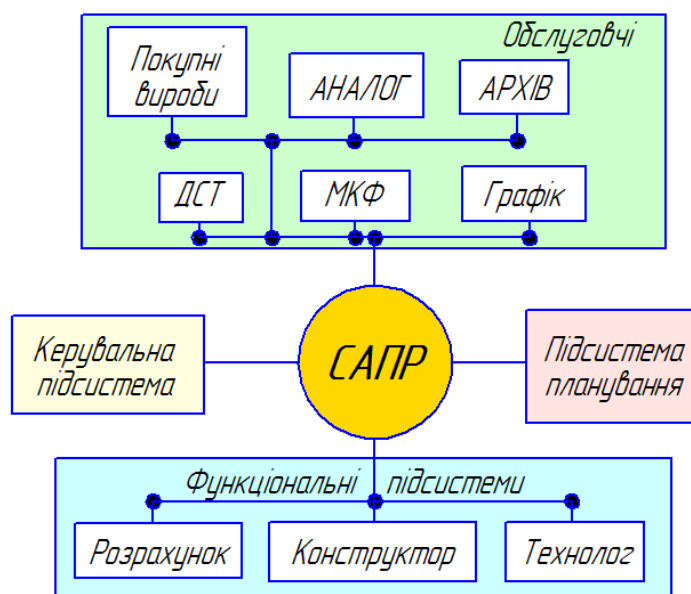 Обслуговчі
Покупні
вироби
АНАЛОГ
АРХІВ
ДСТ
МКФ
Графік
Керувальна
підсистема
САПР
Підсистема
планування
Функціональні підсистеми
Розрахунок
Конструктор
Технолог